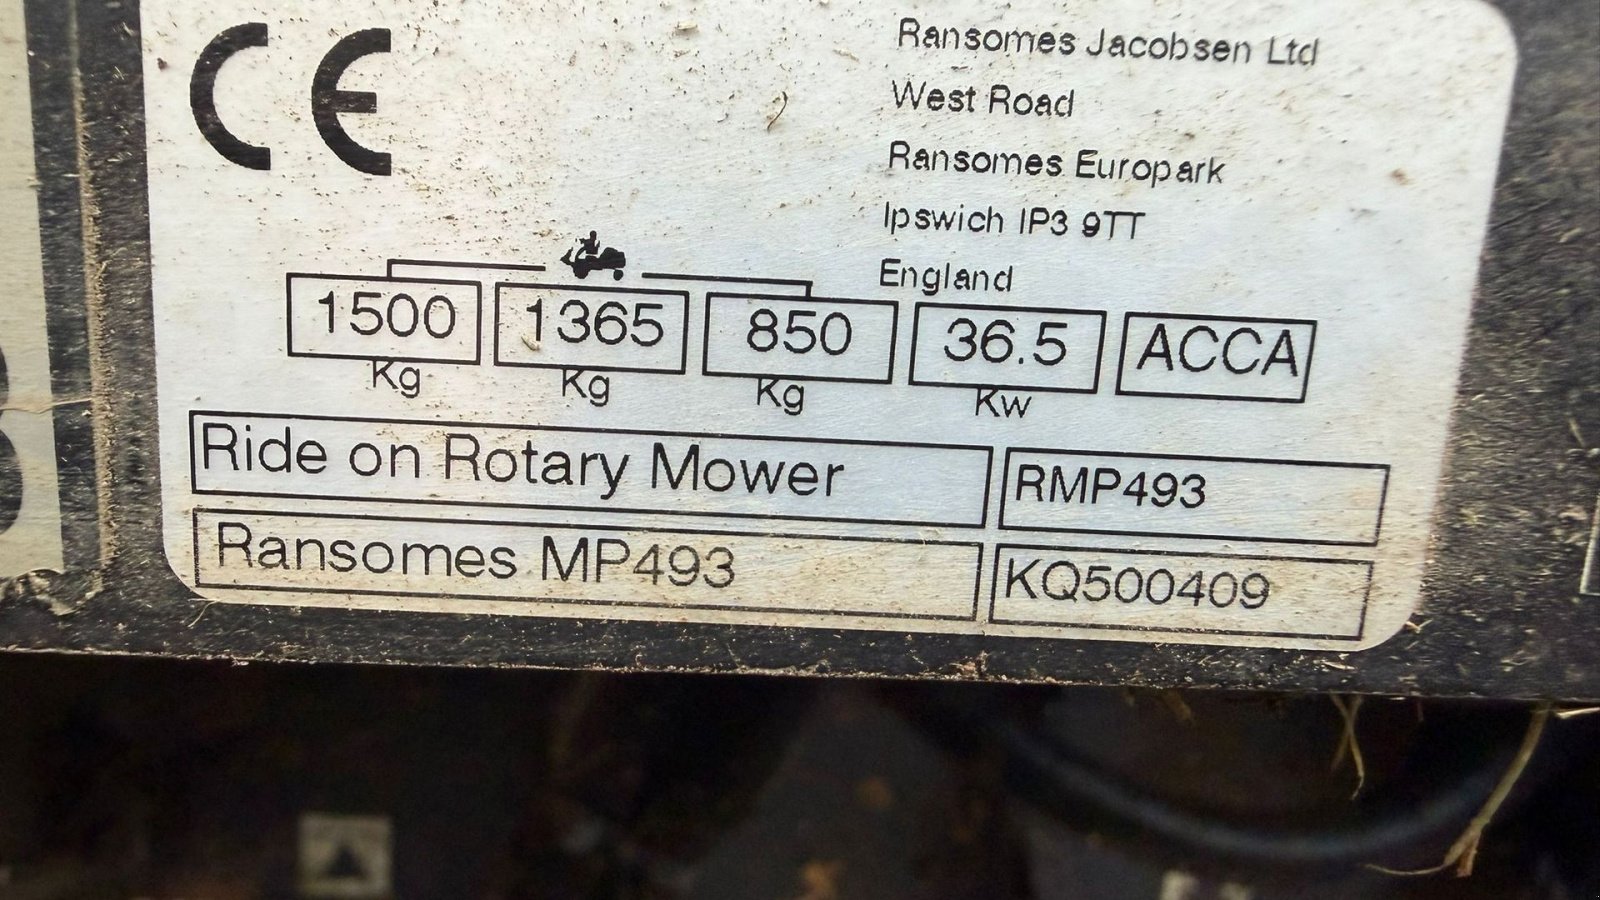 CE
Ransomes Jacobsen Ltd
West Road
Ransomes Europark
Ipswich IP3 9TT
England
1500 1365 850 36.5 ACCA
Kg Kg Kg Kw
Ride on Rotary Mower RMP493
Ransomes MP493 KQ500409